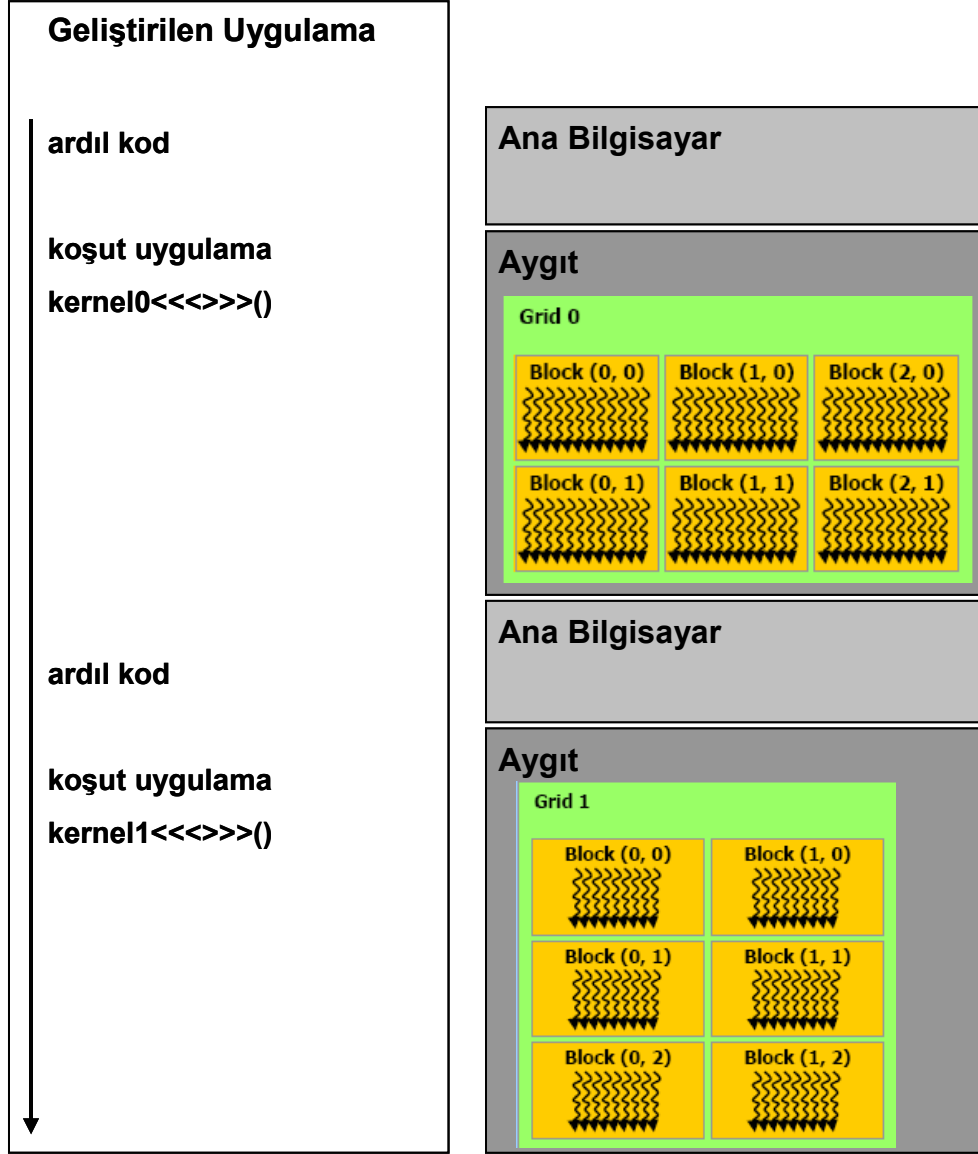 Geliştirilen Uygulama
ardıl kod
koşut uygulama
kernel0<<<>>>()
ardıl kod
koşut uygulama
kernel1<<<>>>()
Ana Bilgisayar
Aygıt
Grid 0
Block (0, 0) Block (1, 0) Block (2, 0)
Block (0, 1) Block (1, 1) Block (2, 1)
Ana Bilgisayar
Aygıt
Grid 1
Block (0, 0) Block (1, 0)
Block (0, 1) Block (1, 1)
Block (0, 2) Block (1, 2)